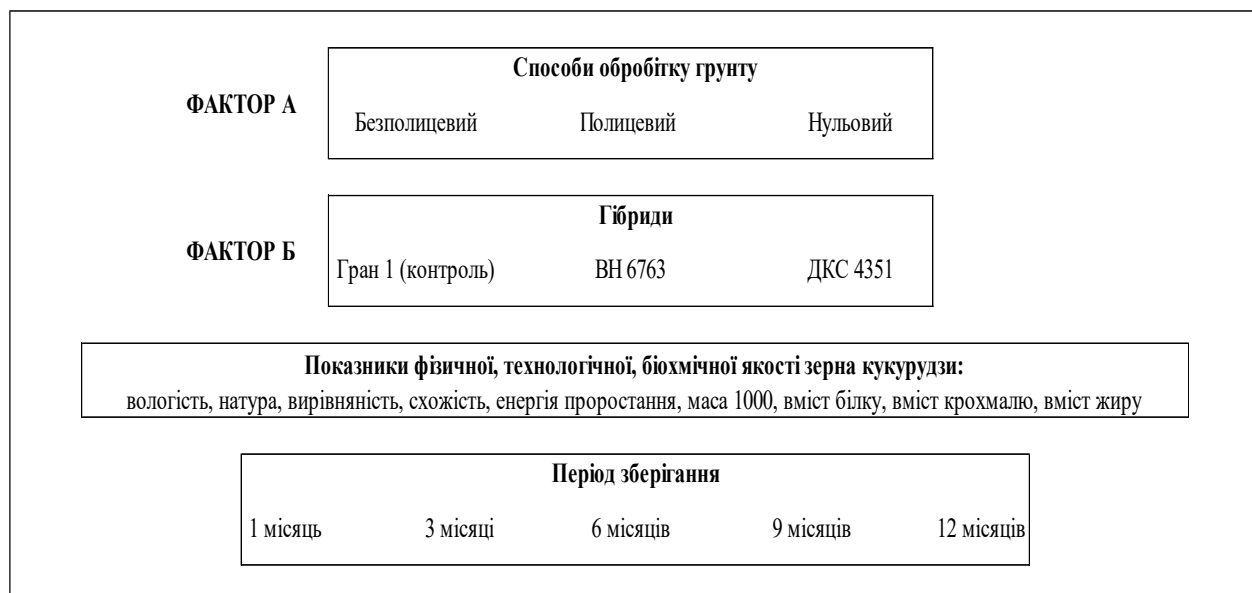 Способи обробітку грунту
ФАКТОР А
Безполицевий Полицевий Нульовий
Гібриди
ФАКТОР Б
Гран 1 (контроль) ВН 6763 ДКС 4351
Показники фізичної, технологічної, біохмічної якості зерна кукурудзи:
вологість, натура, вирівняність, схожість, енергія проростання, маса 1000, вміст білку, вміст крохмалю, вміст жиру
Період зберігання
1 місяць 3 місяці 6 місяців 9 місяців 12 місяців